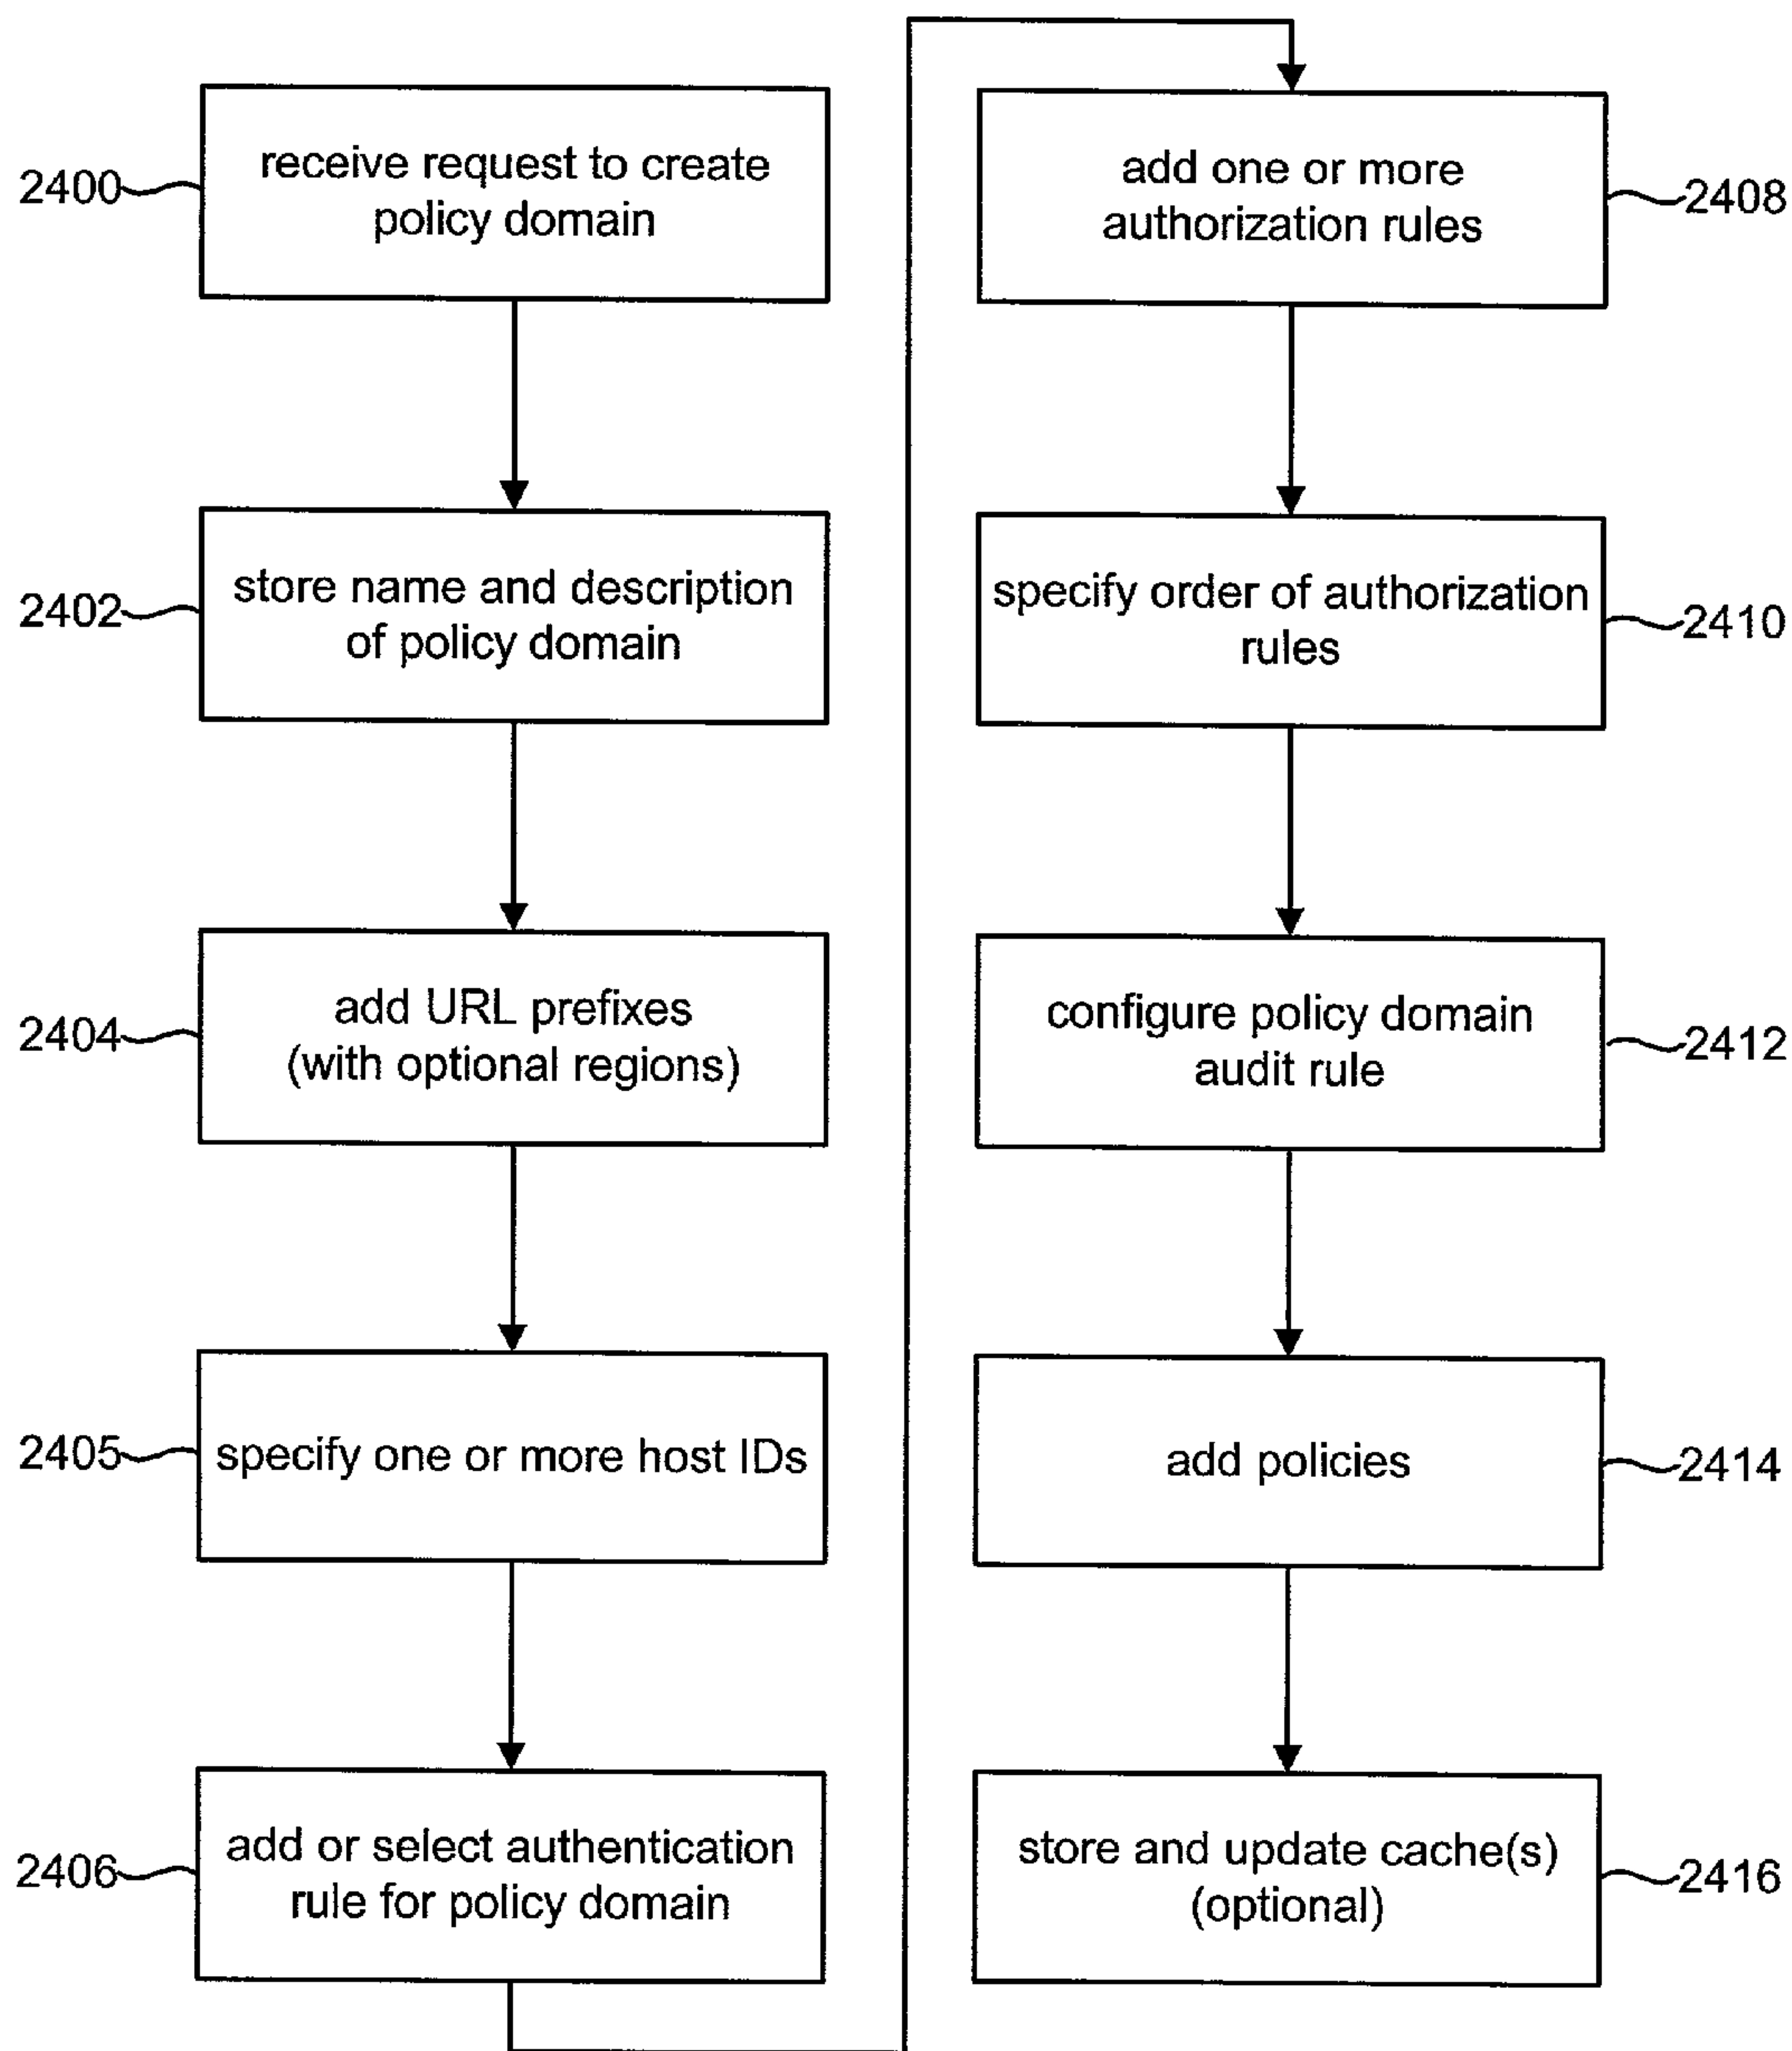 receive request to create
policy domain
2400
store name and description
of policy domain
2402
add URL prefixes
(with optional regions)
2404
specify one or more host IDs
2405
add or select authentication
rule for policy domain
2406
add one or more
authorization rules
2408
specify order of authorization
rules
2410
configure policy domain
audit rule
2412
add policies
2414
store and update cache(s)
(optional)
2416